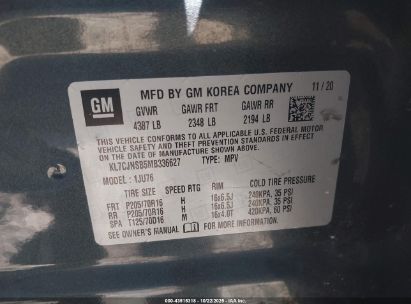 GM
MFD BY GM KOREA COMPANY 11/20
GVWR GAWR FRT GAWR RR
4387 LB 2348 LB 2194 LB
THIS VEHICLE CONFORMS TO ALL APPLICABLE U.S. FEDERAL MOTOR
VEHICLE SAFETY, BUMPER, AND THEFT PREVENTION STANDARDS
IN EFFECT ON THE DATE OF MANUFACTURE SHOWN ABOVE.
KL7CJNSB5MB336627 TYPE: MPV
MODEL: 1JU76
TIRE SIZE SPEED RTG RIM COLD TIRE PRESSURE
FRT P205/70R16 H 16x6.5J 240KPA, 35 PSI
RR P205/70R16 H 16x6.5J 240KPA, 35 PSI
SPA T125/70D16 M 16x4.0T 420KPA, 60 PSI
SEE OWNER'S MANUAL FOR ADDITIONAL INFORMATION.